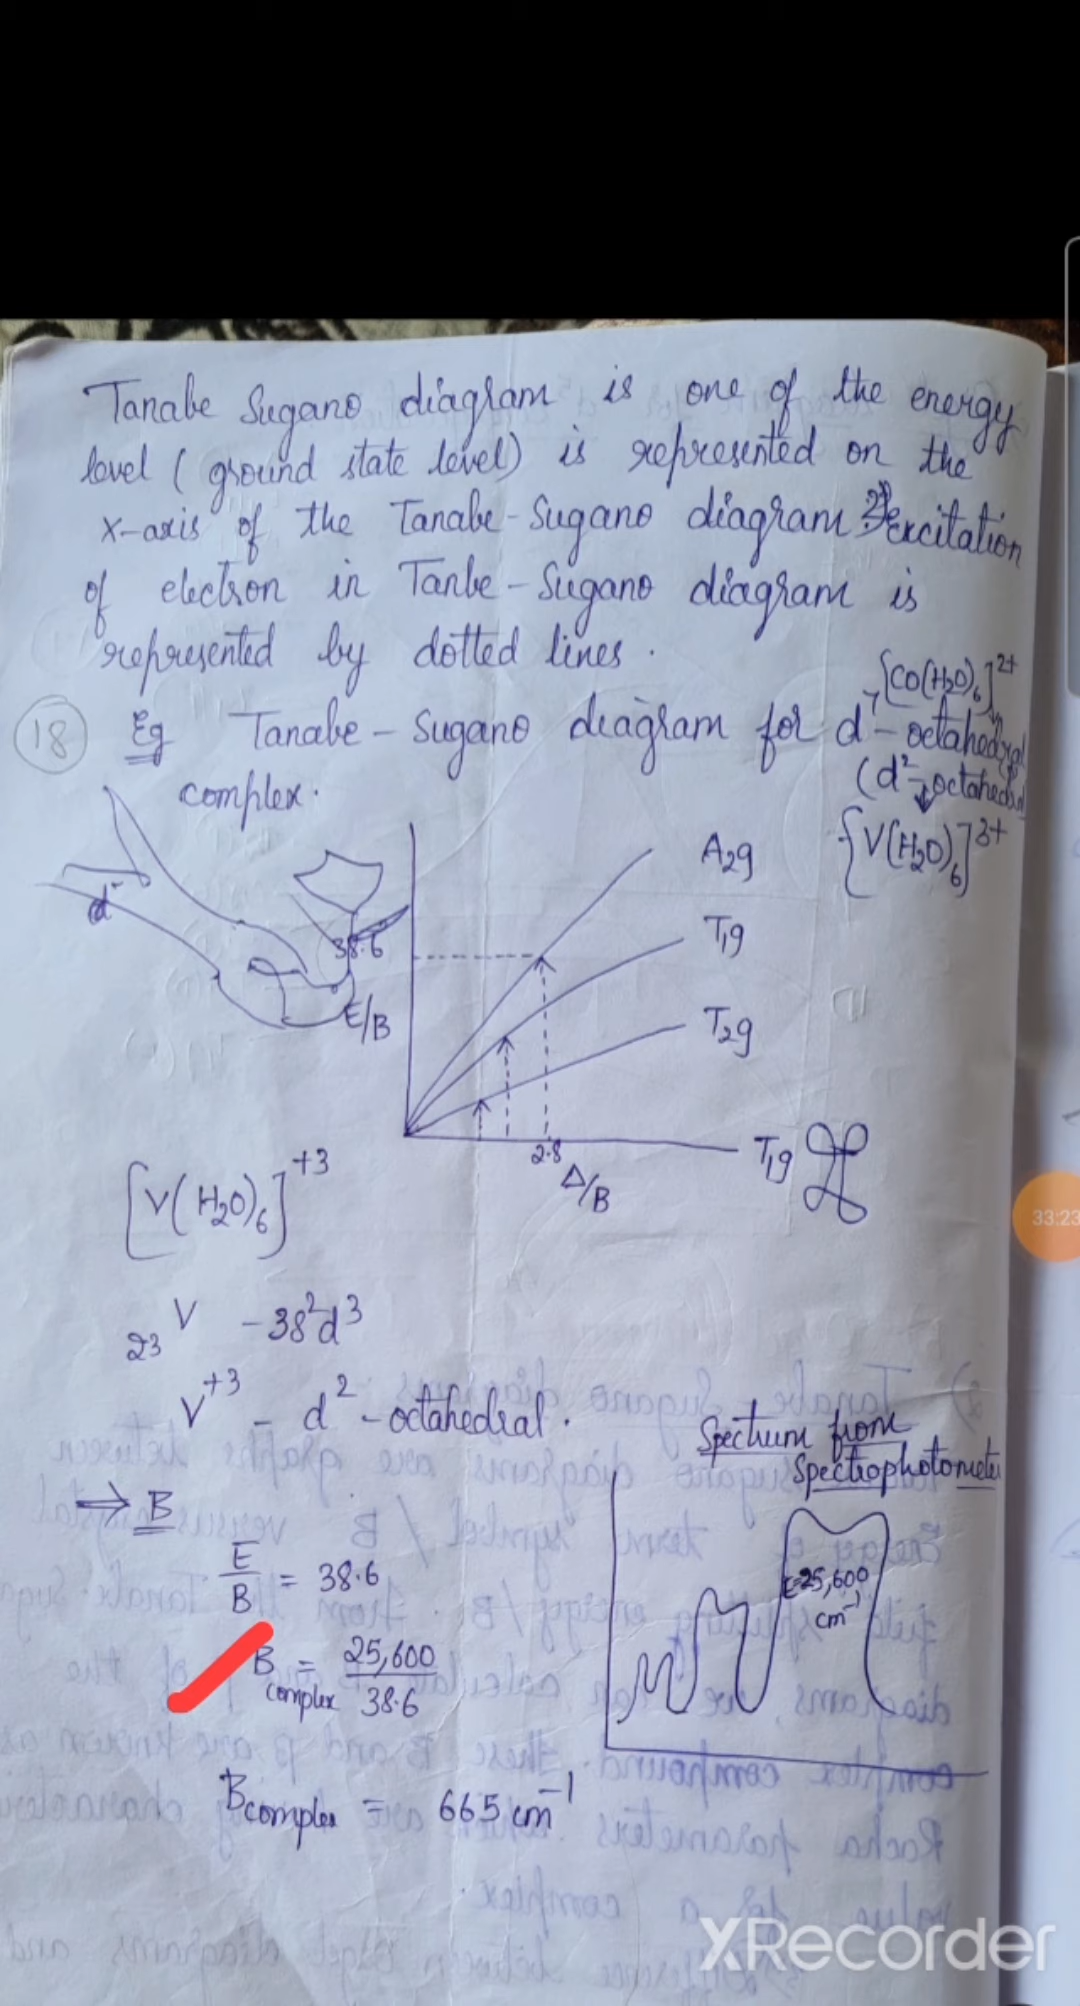 Tanabe Sugano diagram is one of the energy
level ( ground state level) is represented on the
x-axis of the Tanabe-Sugano diagram excitation
of electron in Tanbe-Sugano diagram is
represented by dotted lines.
[CO(H₂O)₆]²⁺
18 Eg Tanabe-Sugano diagram for d⁷-octahedral
complex. (d²-octahedral
[V(H₂O)₆]³⁺
A₂g
T₁g
38.6
E/B
T₂g
2.8
T₁g
Δ/B
[V(H₂O)₆]⁺³
33:23
₂₃V - 3S²d³
V⁺³ - d²-octahedral.
Spectrum from
Spectrophotometer
⇒ B
E/B = 38.6
E=25,600
cm⁻¹
B complex = 25,600/38.6
Bcomplex = 665 cm⁻¹
XRecorder